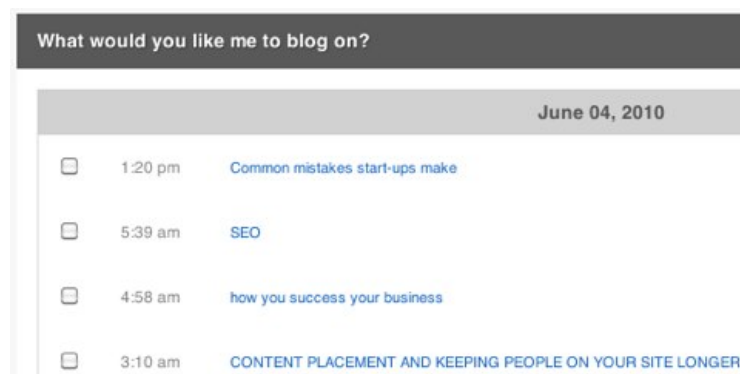 What would you like me to blog on?
June 04, 2010
1:20 pm Common mistakes start-ups make
5:39 am SEO
4:58 am how you success your business
3:10 am CONTENT PLACEMENT AND KEEPING PEOPLE ON YOUR SITE LONGER